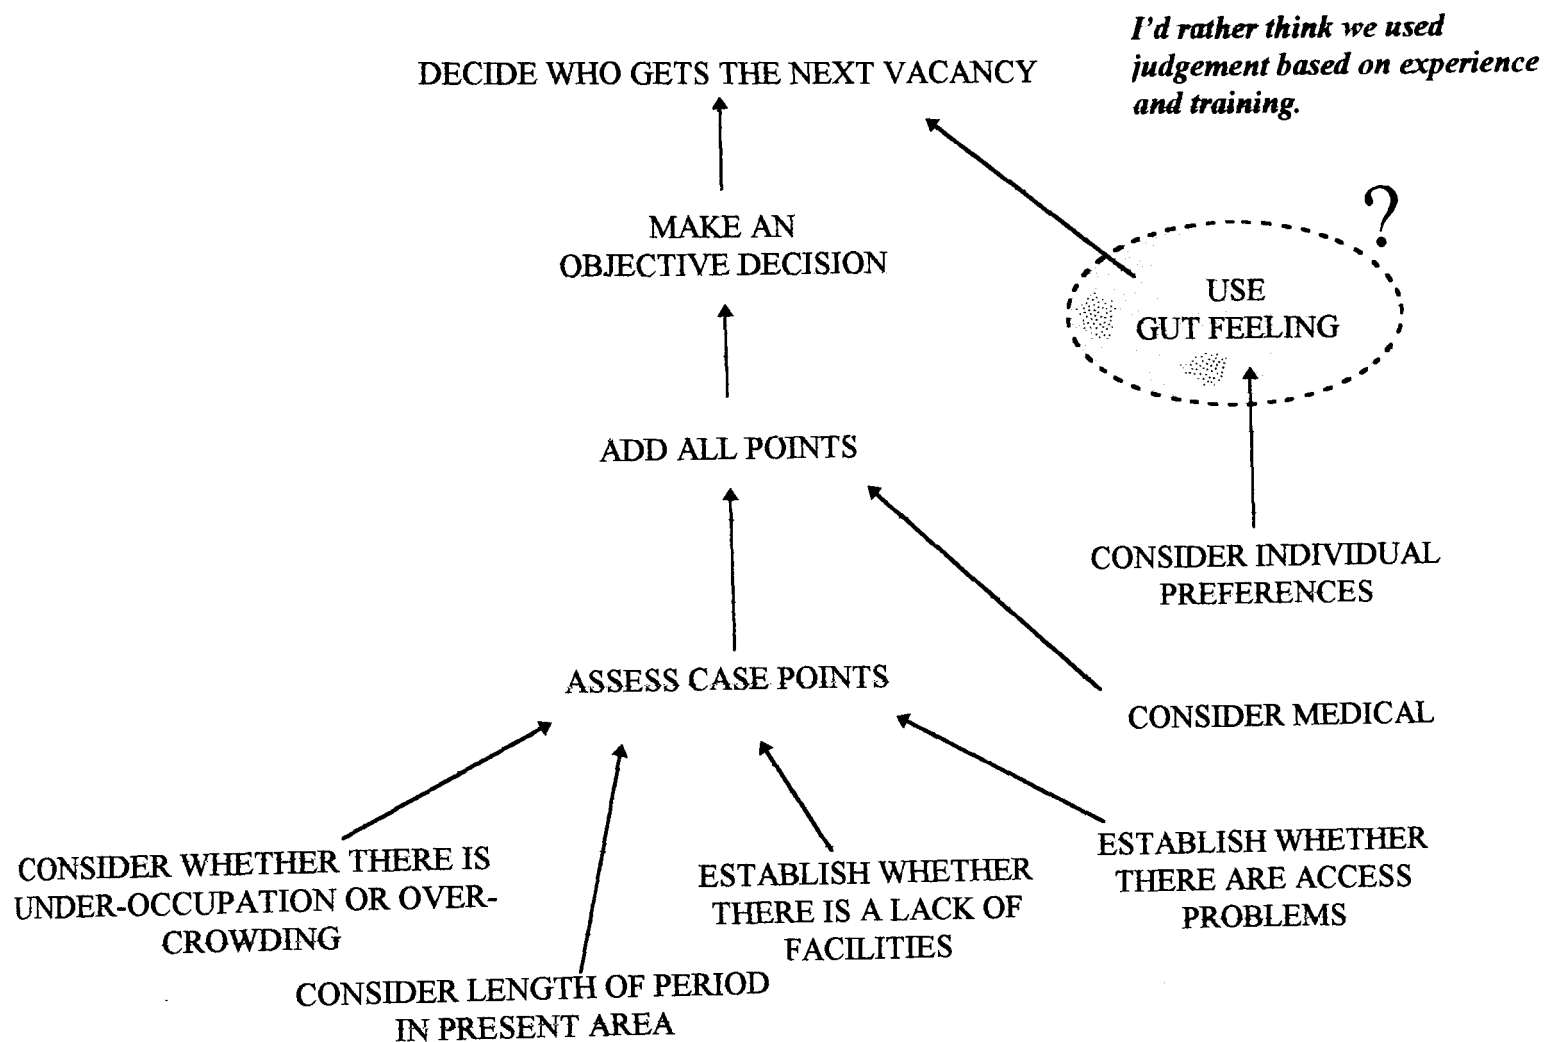 I'd rather think we used
judgement based on experience
and training.
DECIDE WHO GETS THE NEXT VACANCY
?
MAKE AN
OBJECTIVE DECISION
USE
GUT FEELING
ADD ALL POINTS
CONSIDER INDIVIDUAL
PREFERENCES
ASSESS CASE POINTS
CONSIDER MEDICAL
CONSIDER WHETHER THERE IS
UNDER-OCCUPATION OR OVER-
CROWDING
ESTABLISH WHETHER
THERE IS A LACK OF
FACILITIES
ESTABLISH WHETHER
THERE ARE ACCESS
PROBLEMS
CONSIDER LENGTH OF PERIOD
IN PRESENT AREA